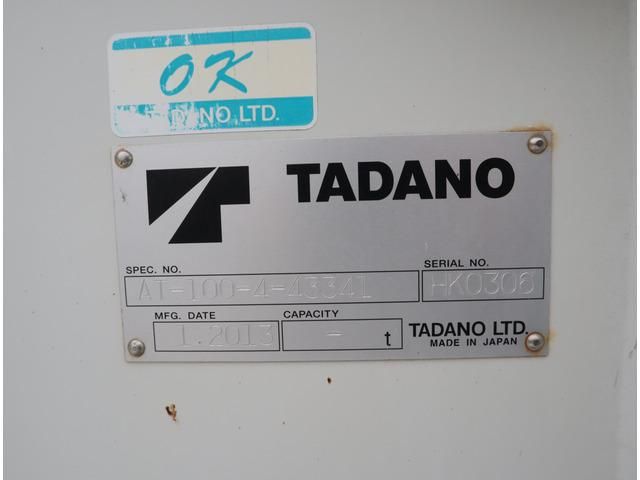 OK
TADANO LTD.
TADANO
SPEC. NO.
AT-100-4-43341
SERIAL NO.
HK0306
MFG. DATE
1.2013
CAPACITY
- t
TADANO LTD.
MADE IN JAPAN